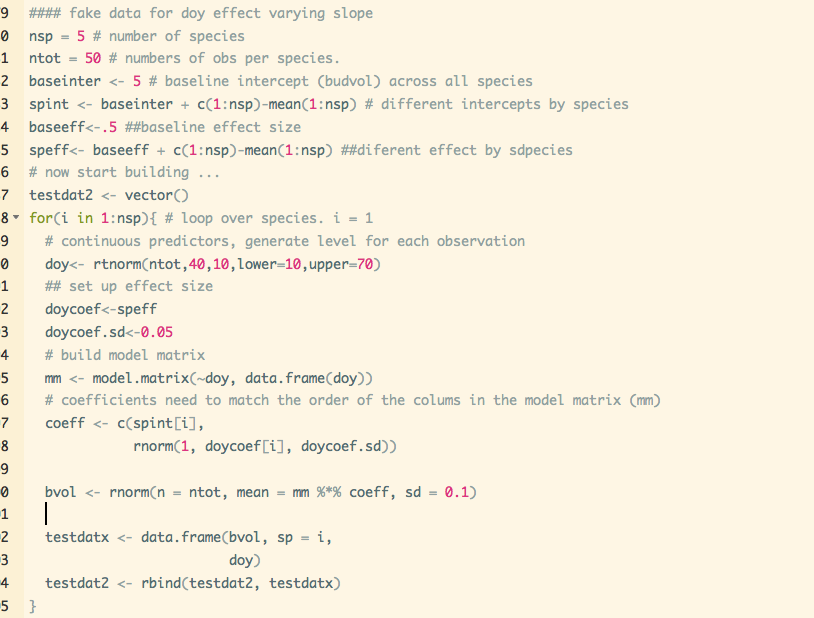 9 #### fake data for doy effect varying slope
0 nsp = 5 # number of species
1 ntot = 50 # numbers of obs per species.
2 baseinter <- 5 # baseline intercept (budvol) across all species
3 spint <- baseinter + c(1:nsp)-mean(1:nsp) # different intercepts by species
4 baseeff<-.5 ##baseline effect size
5 speff<- baseeff + c(1:nsp)-mean(1:nsp) ##diferent effect by sdpecies
6 # now start building ...
7 testdat2 <- vector()
8 for(i in 1:nsp){ # loop over species. i = 1
9   # continuous predictors, generate level for each observation
0   doy<- rtnorm(ntot,40,10,lower=10,upper=70)
1   ## set up effect size
2   doycoef<-speff
3   doycoef.sd<-0.05
4   # build model matrix
5   mm <- model.matrix(~doy, data.frame(doy))
6   # coefficients need to match the order of the colums in the model matrix (mm)
7   coeff <- c(spint[i],
8              rnorm(1, doycoef[i], doycoef.sd))
9
0   bvol <- rnorm(n = ntot, mean = mm %*% coeff, sd = 0.1)
1
2   testdatx <- data.frame(bvol, sp = i,
3                          doy)
4   testdat2 <- rbind(testdat2, testdatx)
5 }